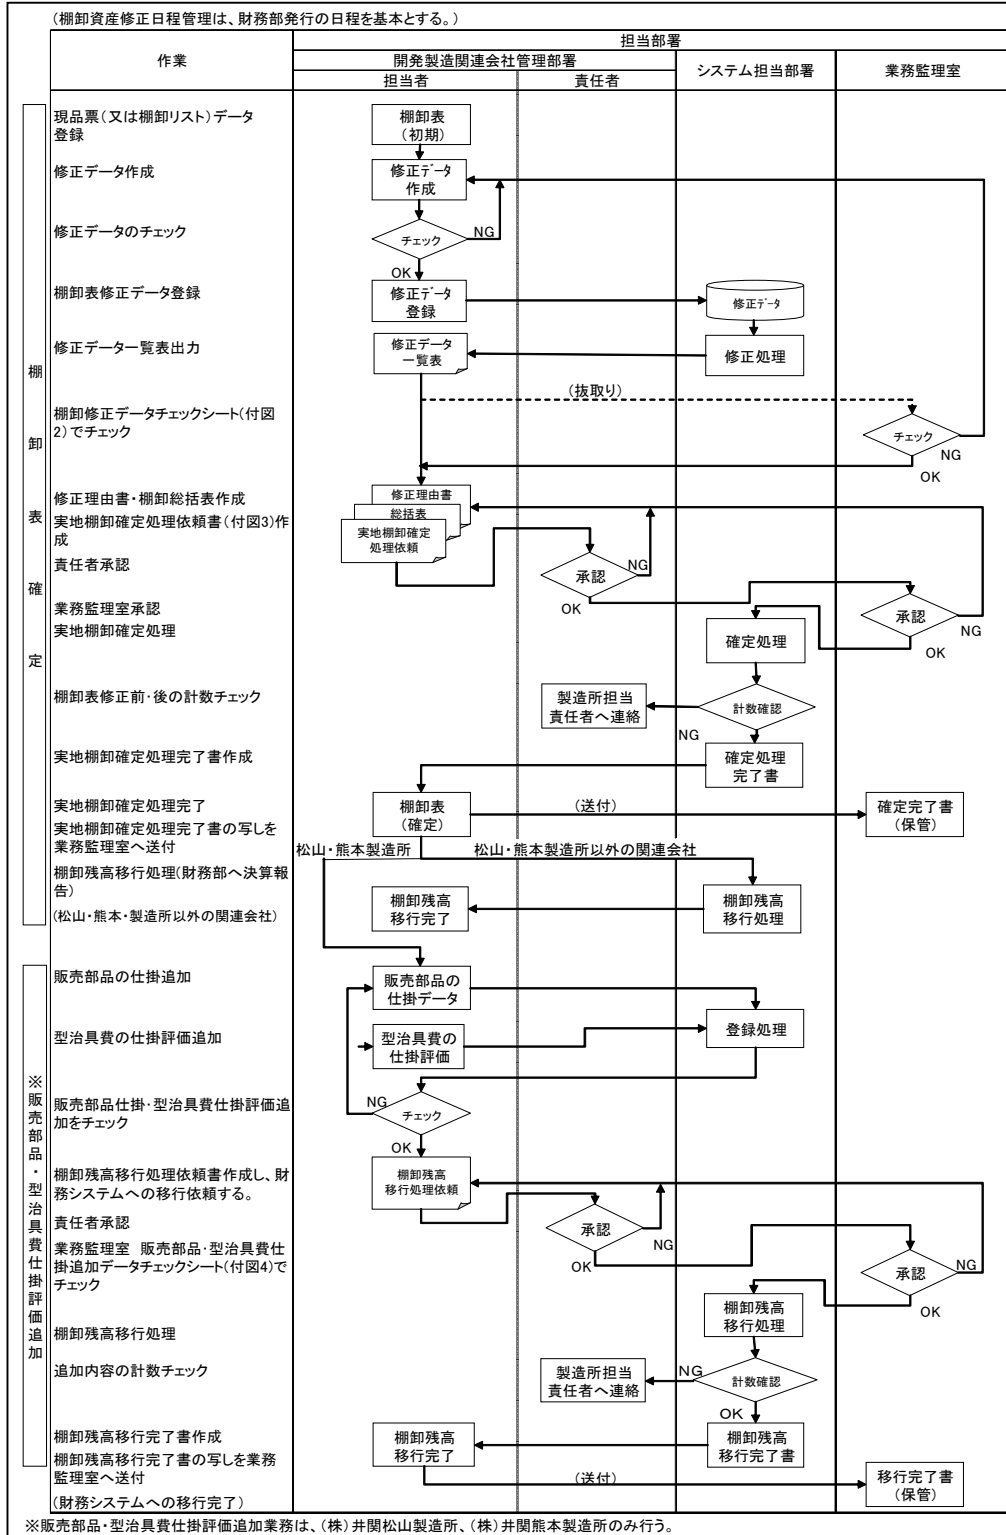 (棚卸資産修正日程管理は、財務部発行の日程を基本とする。)
作業
担当部署
開発製造関連会社管理部署
システム担当部署
業務監理室
担当者
責任者
棚卸表確定
現品票(又は棚卸リスト)データ
登録
棚卸表
(初期)
修正データ作成
修正データ
作成
修正データのチェック
チェック
NG
OK
棚卸表修正データ登録
修正データ
登録
修正データ
修正データ一覧表出力
修正データ
一覧表
修正処理
(抜取り)
棚卸修正データチェックシート(付図
2)でチェック
チェック
NG
OK
修正理由書・棚卸総括表作成
修正理由書
総括表
実地棚卸確定処理依頼書(付図3)作
成
実地棚卸確定
処理依頼
責任者承認
承認
NG
OK
業務監理室承認
承認
NG
OK
実地棚卸確定処理
確定処理
棚卸表修正前・後の計数チェック
製造所担当
責任者へ連絡
計数確認
NG
実地棚卸確定処理完了書作成
確定処理
完了書
実地棚卸確定処理完了
棚卸表
(確定)
(送付)
確定完了書
(保管)
実地棚卸確定処理完了書の写しを
業務監理室へ送付
松山・熊本製造所
松山・熊本製造所以外の関連会社
棚卸残高移行処理(財務部へ決算報
告)
(松山・熊本・製造所以外の関連会社)
棚卸残高
移行完了
棚卸残高
移行処理
※販売部品・型治具費仕掛評価追加
販売部品の仕掛追加
販売部品の
仕掛データ
登録処理
型治具費の仕掛評価追加
型治具費の
仕掛評価
販売部品仕掛・型治具費仕掛評価追
加をチェック
NG
チェック
OK
棚卸残高移行処理依頼書作成し、財
務システムへの移行依頼する。
棚卸残高
移行処理依頼
責任者承認
承認
NG
OK
業務監理室 販売部品・型治具費仕
掛追加データチェックシート(付図4)で
チェック
承認
NG
OK
棚卸残高移行処理
棚卸残高
移行処理
追加内容の計数チェック
製造所担当
責任者へ連絡
NG
計数確認
OK
棚卸残高移行完了書作成
棚卸残高
移行完了
棚卸残高
移行完了書
棚卸残高移行完了書の写しを業務
監理室へ送付
(送付)
移行完了書
(保管)
(財務システムへの移行完了)
※販売部品・型治具費仕掛評価追加業務は、(株)井関松山製造所、(株)井関熊本製造所のみ行う。